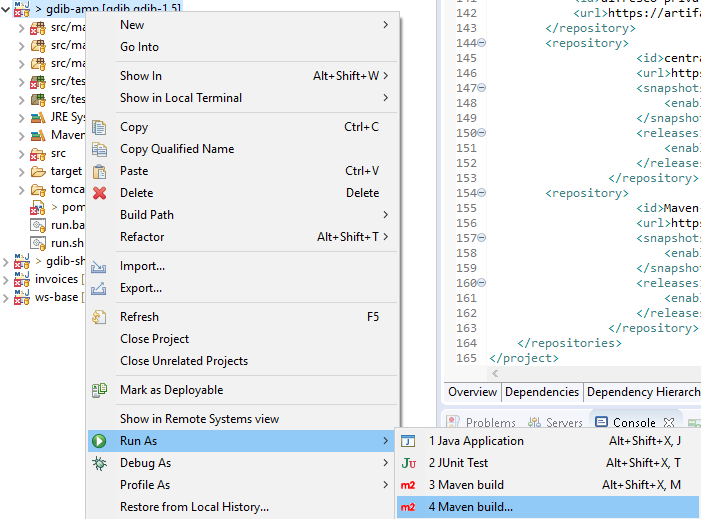 > gdib-amp [gdib gdib-1.5]
src/ma
src/ma
src/ma
src/tes
src/tes
JRE Sys
Maven
src
target
tomca
> pom
run.ba
run.sh
> gdib-sh
invoices [
ws-base [
New
Go Into
Show In Alt+Shift+W >
Show in Local Terminal
Copy Ctrl+C
Copy Qualified Name
Paste Ctrl+V
Delete Delete
Build Path
Refactor Alt+Shift+T >
Import...
Export...
Refresh F5
Close Project
Close Unrelated Projects
Mark as Deployable
Show in Remote Systems view
Run As
Debug As
Profile As
Restore from Local History...
1 Java Application Alt+Shift+X, J
2 JUnit Test Alt+Shift+X, T
3 Maven build Alt+Shift+X, M
4 Maven build...
142 <url>https://artifa
143 </repository>
144 <repository>
145 <id>centra
146 <url>https
147 <snapshots
148 <enabl
149 </snapshot
150 <releases
151 <enabl
152 </releases
153 </repository>
154 <repository>
155 <id>Maven-
156 <url>https
157 <snapshots
158 <enabl
159 </snapshot
160 <releases
161 <enabl
162 </releases
163 </repository>
164 </repositories>
165 </project>
Overview Dependencies Dependency Hierarch
Problems Servers Console